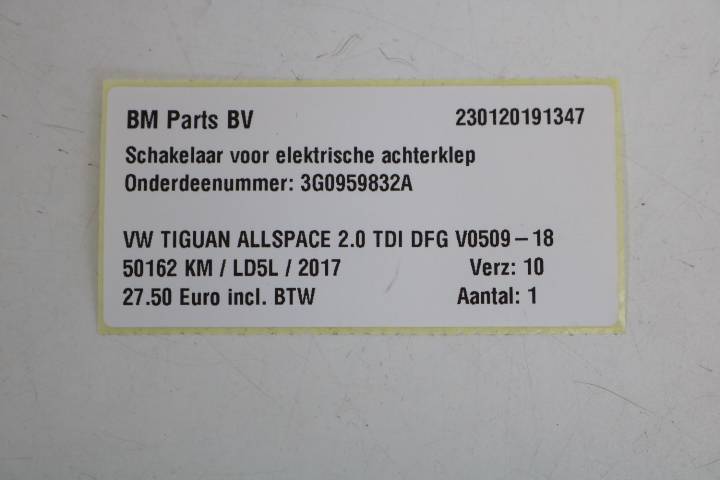 BM Parts BV 230120191347
Schakelaar voor elektrische achterklep
Onderdeenummer: 3G0959832A
VW TIGUAN ALLSPACE 2.0 TDI DFG V0509-18
50162 KM / LD5L / 2017 Verz: 10
27.50 Euro incl. BTW Aantal: 1